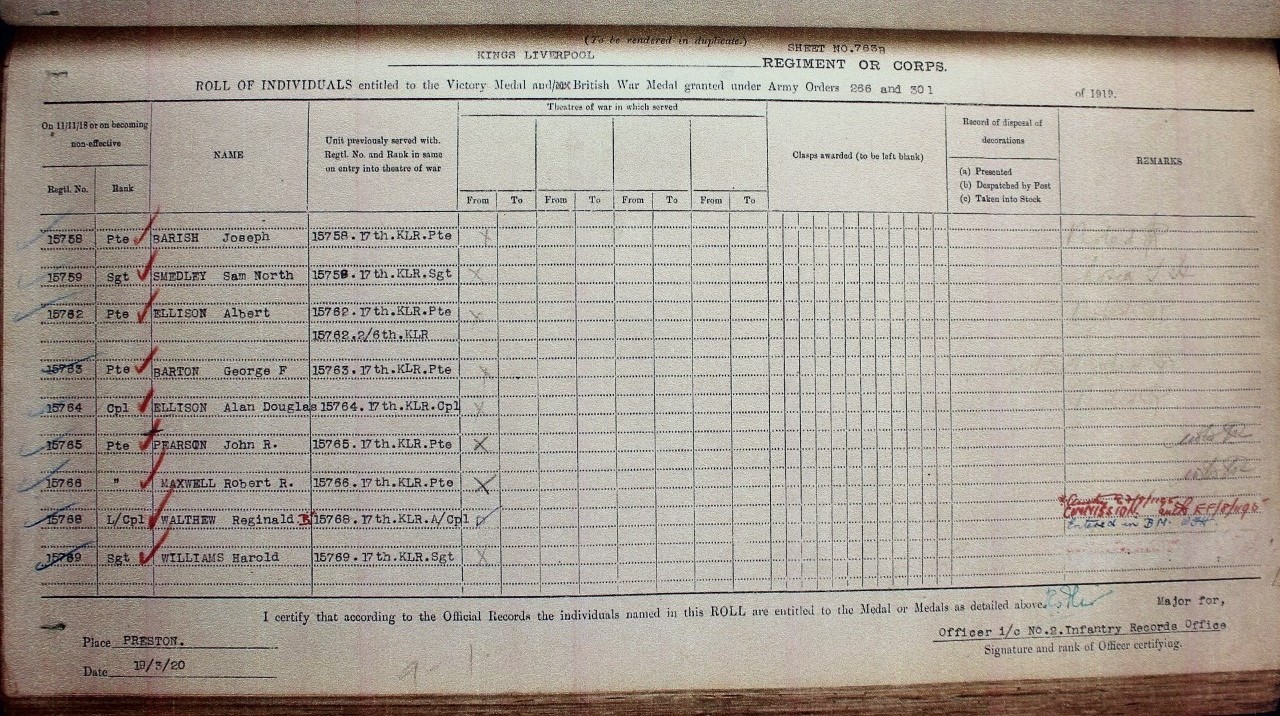 (To be rendered in duplicate.)
KINGS LIVERPOOL SHEET NO.763
REGIMENT OR CORPS.
ROLL OF INDIVIDUALS entitled to the Victory Medal and/ British War Medal granted under Army Orders 266 and 301 of 1919.
On 11/11/18 or on becoming non-effective
Regtl. No. Rank
NAME
Unit previously served with. Regtl. No. and Rank in same on entry into theatre of war
Theatres of war in which served
From To From To From To From To
Clasps awarded (to be left blank)
Record of disposal of decorations
(a) Presented
(b) Despatched by Post
(c) Taken into Stock
REMARKS
15758 Pte BARISH Joseph 15758.17th.KLR.Pte
15759 Sgt SMEDLEY Sam North 15759.17th.KLR.Sgt
15762 Pte ELLISON Albert 15762.17th.KLR.Pte
15762.2/6th.KLR
15763 Pte BARTON George F 15763.17th.KLR.Pte
15764 Cpl ELLISON Alan Douglas 15764.17th.KLR.Cpl
15765 Pte PEARSON John R. 15765.17th.KLR.Pte
15766 " MAXWELL Robert R. 15766.17th.KLR.Pte
15768 L/Cpl WALTHEW Reginald 15768.17th.KLR.A/Cpl
COMMISSION.
Entered in B.M.
15769 Sgt WILLIAMS Harold 15769.17th.KLR.Sgt
I certify that according to the Official Records the individuals named in this ROLL are entitled to the Medal or Medals as detailed above.
Major for,
Officer i/c No.2.Infantry Records Office
Signature and rank of Officer certifying.
Place PRESTON.
Date 19/3/20